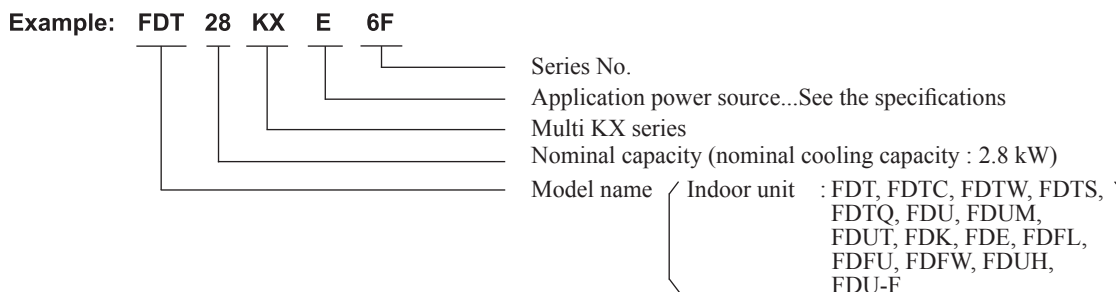 Example: FDT 28 KX E 6F
Series No.
Application power source...See the specifications
Multi KX series
Nominal capacity (nominal cooling capacity : 2.8 kW)
Model name Indoor unit : FDT, FDTC, FDTW, FDTS,
FDTQ, FDU, FDUM,
FDUT, FDK, FDE, FDFL,
FDFU, FDFW, FDUH,
FDU-F